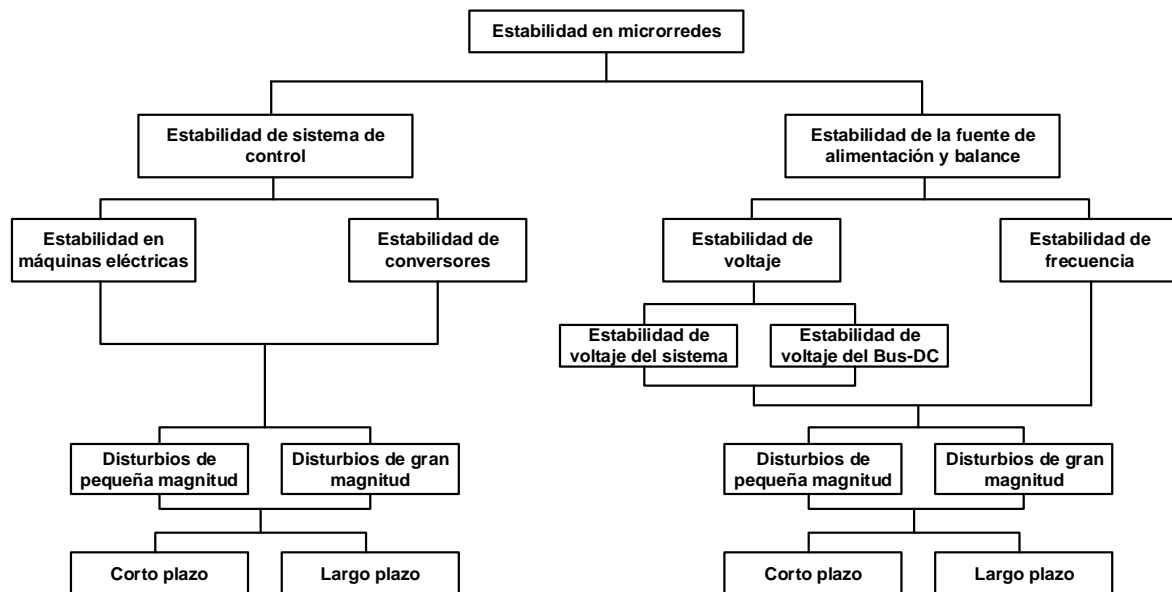 Estabilidad en microrredes
Estabilidad de sistema de
control
Estabilidad de la fuente de
alimentación y balance
Estabilidad en
máquinas eléctricas
Estabilidad de
conversores
Estabilidad de
voltaje
Estabilidad de
frecuencia
Estabilidad de
voltaje del sistema
Estabilidad de
voltaje del Bus-DC
Disturbios de
pequeña magnitud
Disturbios de gran
magnitud
Disturbios de
pequeña magnitud
Disturbios de gran
magnitud
Corto plazo
Largo plazo
Corto plazo
Largo plazo